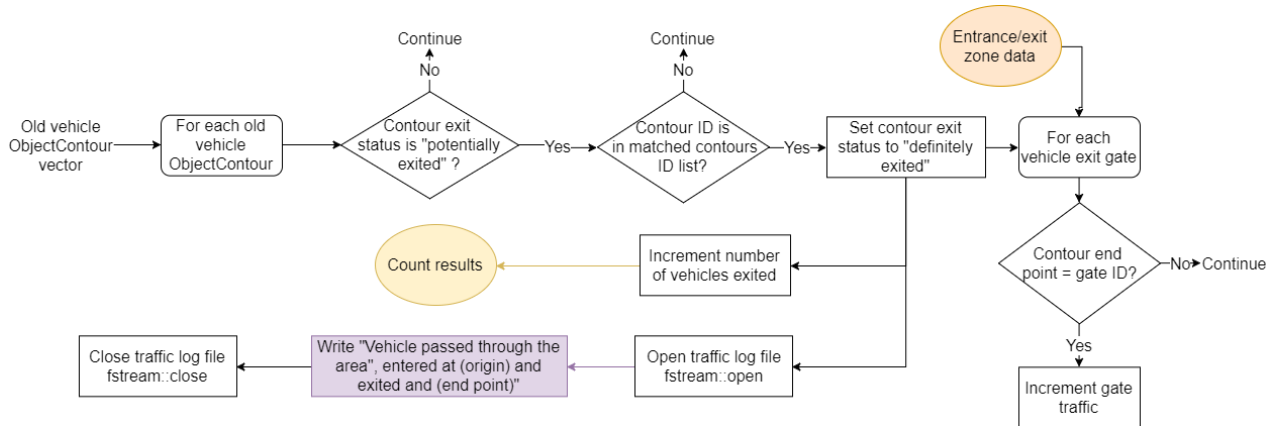 Continue
No
Continue
No
Entrance/exit
zone data
Old vehicle
ObjectContour
vector
For each old
vehicle
ObjectContour
Contour exit
status is "potentially
exited" ?
Yes
Contour ID is
in matched contours
ID list?
Yes
Set contour exit
status to "definitely
exited"
For each
vehicle exit gate
Count results
Increment number
of vehicles exited
Contour end
point = gate ID?
No
Continue
Yes
Close traffic log file
fstream::close
Write "Vehicle passed through the
area", entered at (origin) and
exited and (end point)"
Open traffic log file
fstream::open
Increment gate
traffic